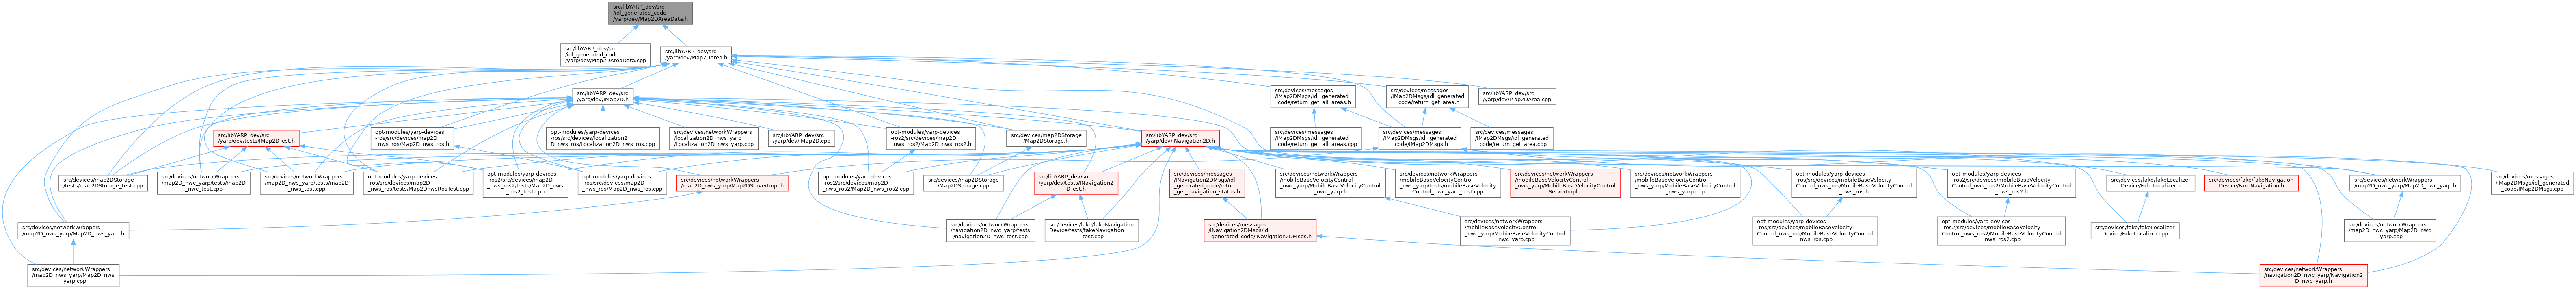 src/libYARP_dev/src
/idl_generated_code
/yarp/dev/Map2DAreaData.h
src/libYARP_dev/src
/idl_generated_code
/yarp/dev/Map2DAreaData.cpp
src/libYARP_dev/src
/yarp/dev/Map2DArea.h
src/libYARP_dev/src
/yarp/dev/IMap2D.h
src/devices/messages
/IMap2DMsgs/idl_generated
_code/return_get_all_areas.h
src/devices/messages
/IMap2DMsgs/idl_generated
_code/return_get_area.h
src/libYARP_dev/src
/yarp/dev/Map2DArea.cpp
src/libYARP_dev/src
/yarp/dev/tests/IMap2DTest.h
opt-modules/yarp-devices
-ros/src/devices/map2D
_nws_ros/Map2D_nws_ros.h
opt-modules/yarp-devices
-ros/src/devices/localization2
D_nws_ros/Localization2D_nws_ros.cpp
src/devices/networkWrappers
/localization2D_nws_yarp
/Localization2D_nws_yarp.cpp
src/libYARP_dev/src
/yarp/dev/IMap2D.cpp
opt-modules/yarp-devices
-ros2/src/devices/map2D
_nws_ros2/Map2D_nws_ros2.h
src/devices/map2DStorage
/Map2DStorage.h
src/libYARP_dev/src
/yarp/dev/INavigation2D.h
src/devices/messages
/IMap2DMsgs/idl_generated
_code/return_get_all_areas.cpp
src/devices/messages
/IMap2DMsgs/idl_generated
_code/IMap2DMsgs.h
src/devices/messages
/IMap2DMsgs/idl_generated
_code/return_get_area.cpp
src/devices/map2DStorage
/tests/map2DStorage_test.cpp
src/devices/networkWrappers
/map2D_nwc_yarp/tests/map2D
_nwc_test.cpp
src/devices/networkWrappers
/map2D_nws_yarp/tests/map2D
_nws_test.cpp
opt-modules/yarp-devices
-ros/src/devices/map2D
_nws_ros/tests/Map2DnwsRosTest.cpp
opt-modules/yarp-devices
-ros2/src/devices/map2D
_nws_ros2/tests/Map2D_nws
_ros2_test.cpp
opt-modules/yarp-devices
-ros/src/devices/map2D
_nws_ros/Map2D_nws_ros.cpp
src/devices/networkWrappers
/map2D_nws_yarp/Map2DServerImpl.h
opt-modules/yarp-devices
-ros2/src/devices/map2D
_nws_ros2/Map2D_nws_ros2.cpp
src/devices/map2DStorage
/Map2DStorage.cpp
src/libYARP_dev/src
/yarp/dev/tests/INavigation2
DTest.h
src/devices/messages
/INavigation2DMsgs/idl
_generated_code/return
_get_navigation_status.h
src/devices/networkWrappers
/mobileBaseVelocityControl
_nwc_yarp/MobileBaseVelocityControl
_nwc_yarp.h
src/devices/networkWrappers
/mobileBaseVelocityControl
_nwc_yarp/tests/mobileBaseVelocity
Control_nwc_yarp_test.cpp
src/devices/networkWrappers
/mobileBaseVelocityControl
_nws_yarp/MobileBaseVelocityControl
ServerImpl.h
src/devices/networkWrappers
/mobileBaseVelocityControl
_nws_yarp/MobileBaseVelocityControl
_nws_yarp.cpp
opt-modules/yarp-devices
-ros/src/devices/mobileBaseVelocity
Control_nws_ros/MobileBaseVelocityControl
_nws_ros.h
opt-modules/yarp-devices
-ros2/src/devices/mobileBaseVelocity
Control_nws_ros2/MobileBaseVelocity
Control_nws_ros2.h
src/devices/fake/fakeLocalizer
Device/FakeLocalizer.h
src/devices/fake/fakeNavigation
Device/fakeNavigation.h
src/devices/networkWrappers
/map2D_nwc_yarp/Map2D_nwc_yarp.h
src/devices/messages
/IMap2DMsgs/idl_generated
_code/IMap2DMsgs.cpp
src/devices/networkWrappers
/map2D_nws_yarp/Map2D_nws_yarp.h
src/devices/networkWrappers
/navigation2D_nwc_yarp/tests
/navigation2D_nwc_test.cpp
src/devices/fake/fakeNavigation
Device/tests/fakeNavigation
_test.cpp
src/devices/messages
/INavigation2DMsgs/idl
_generated_code/INavigation2DMsgs.h
src/devices/networkWrappers
/mobileBaseVelocityControl
_nwc_yarp/MobileBaseVelocityControl
_nwc_yarp.cpp
opt-modules/yarp-devices
-ros/src/devices/mobileBaseVelocity
Control_nws_ros/MobileBaseVelocityControl
_nws_ros.cpp
opt-modules/yarp-devices
-ros2/src/devices/mobileBaseVelocity
Control_nws_ros2/MobileBaseVelocity
Control_nws_ros2.cpp
src/devices/fake/fakeLocalizer
Device/FakeLocalizer.cpp
src/devices/networkWrappers
/map2D_nwc_yarp/Map2D_nwc
_yarp.cpp
src/devices/networkWrappers
/map2D_nws_yarp/Map2D_nws
_yarp.cpp
src/devices/networkWrappers
/navigation2D_nwc_yarp/Navigation2
D_nwc_yarp.h